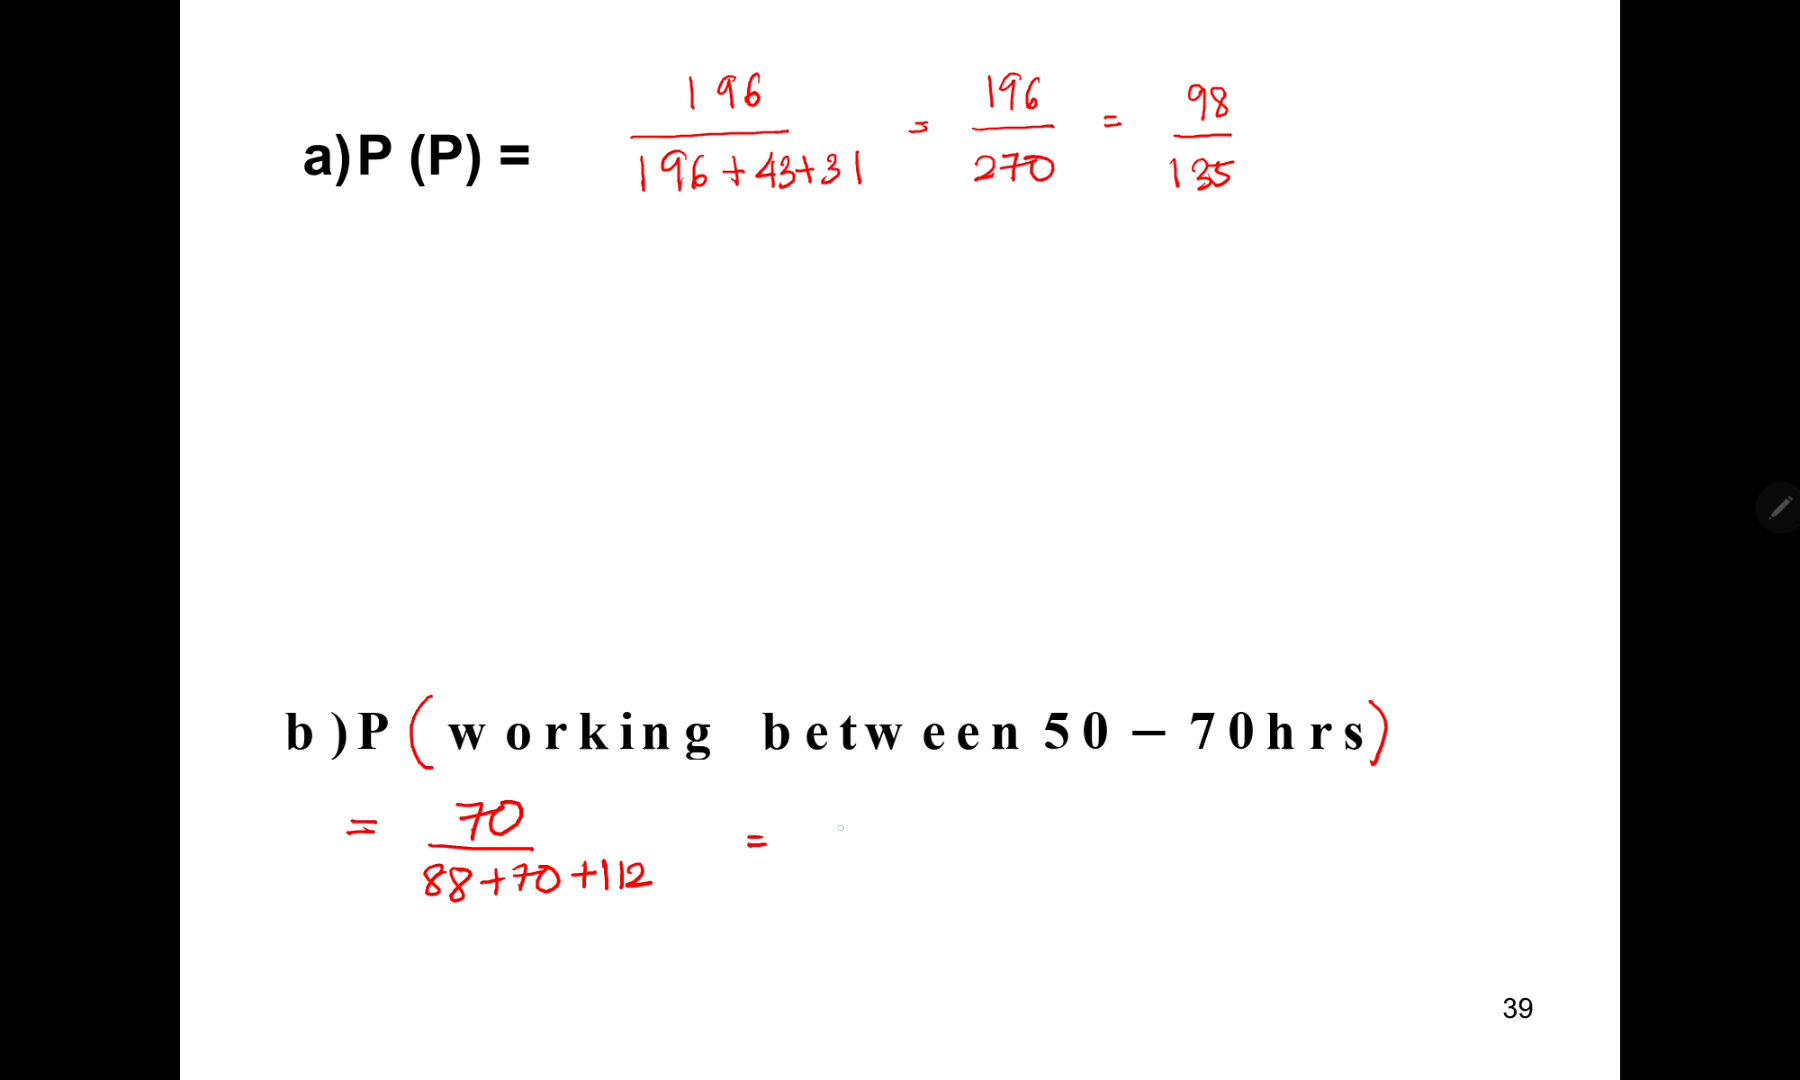 a)P (P) = 196 / 196+43+31 = 196 / 270 = 98 / 135
b)P(working between 50 – 70hrs)
= 70 / 88+70+112 =
39